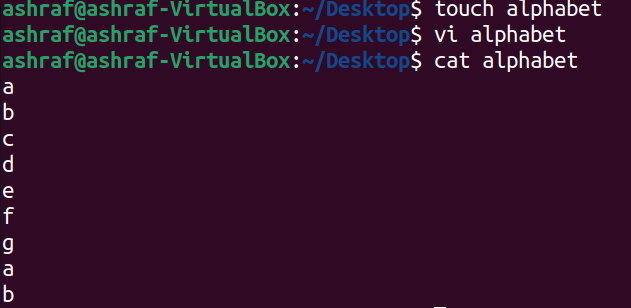 ashraf@ashraf-VirtualBox:~/Desktop$ touch alphabet
ashraf@ashraf-VirtualBox:~/Desktop$ vi alphabet
ashraf@ashraf-VirtualBox:~/Desktop$ cat alphabet
a
b
c
d
e
f
g
a
b